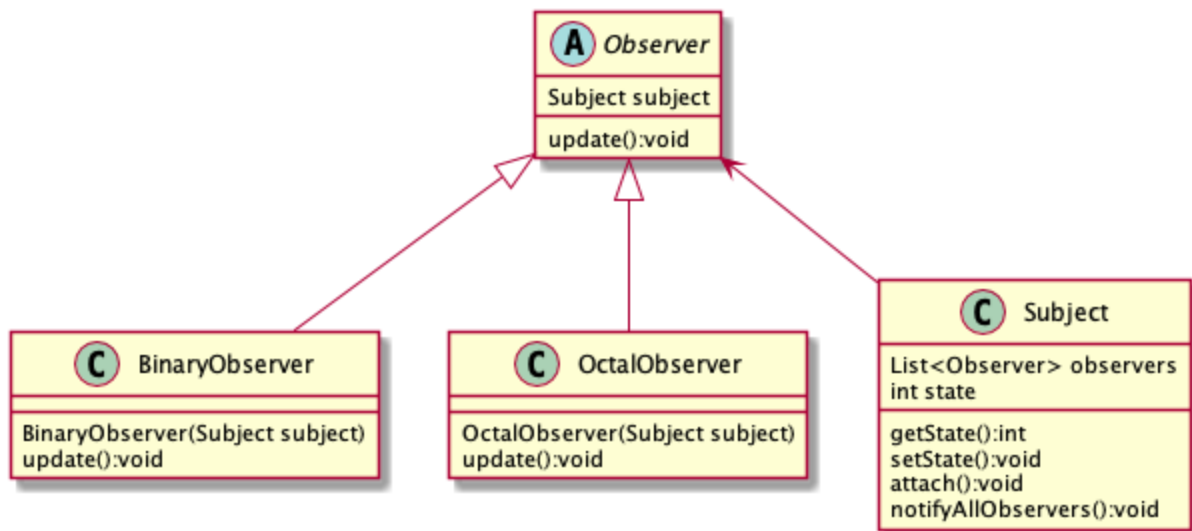 A Observer
Subject subject
update():void
C BinaryObserver
BinaryObserver(Subject subject)
update():void
C OctalObserver
OctalObserver(Subject subject)
update():void
C Subject
List<Observer> observers
int state
getState():int
setState():void
attach():void
notifyAllObservers():void